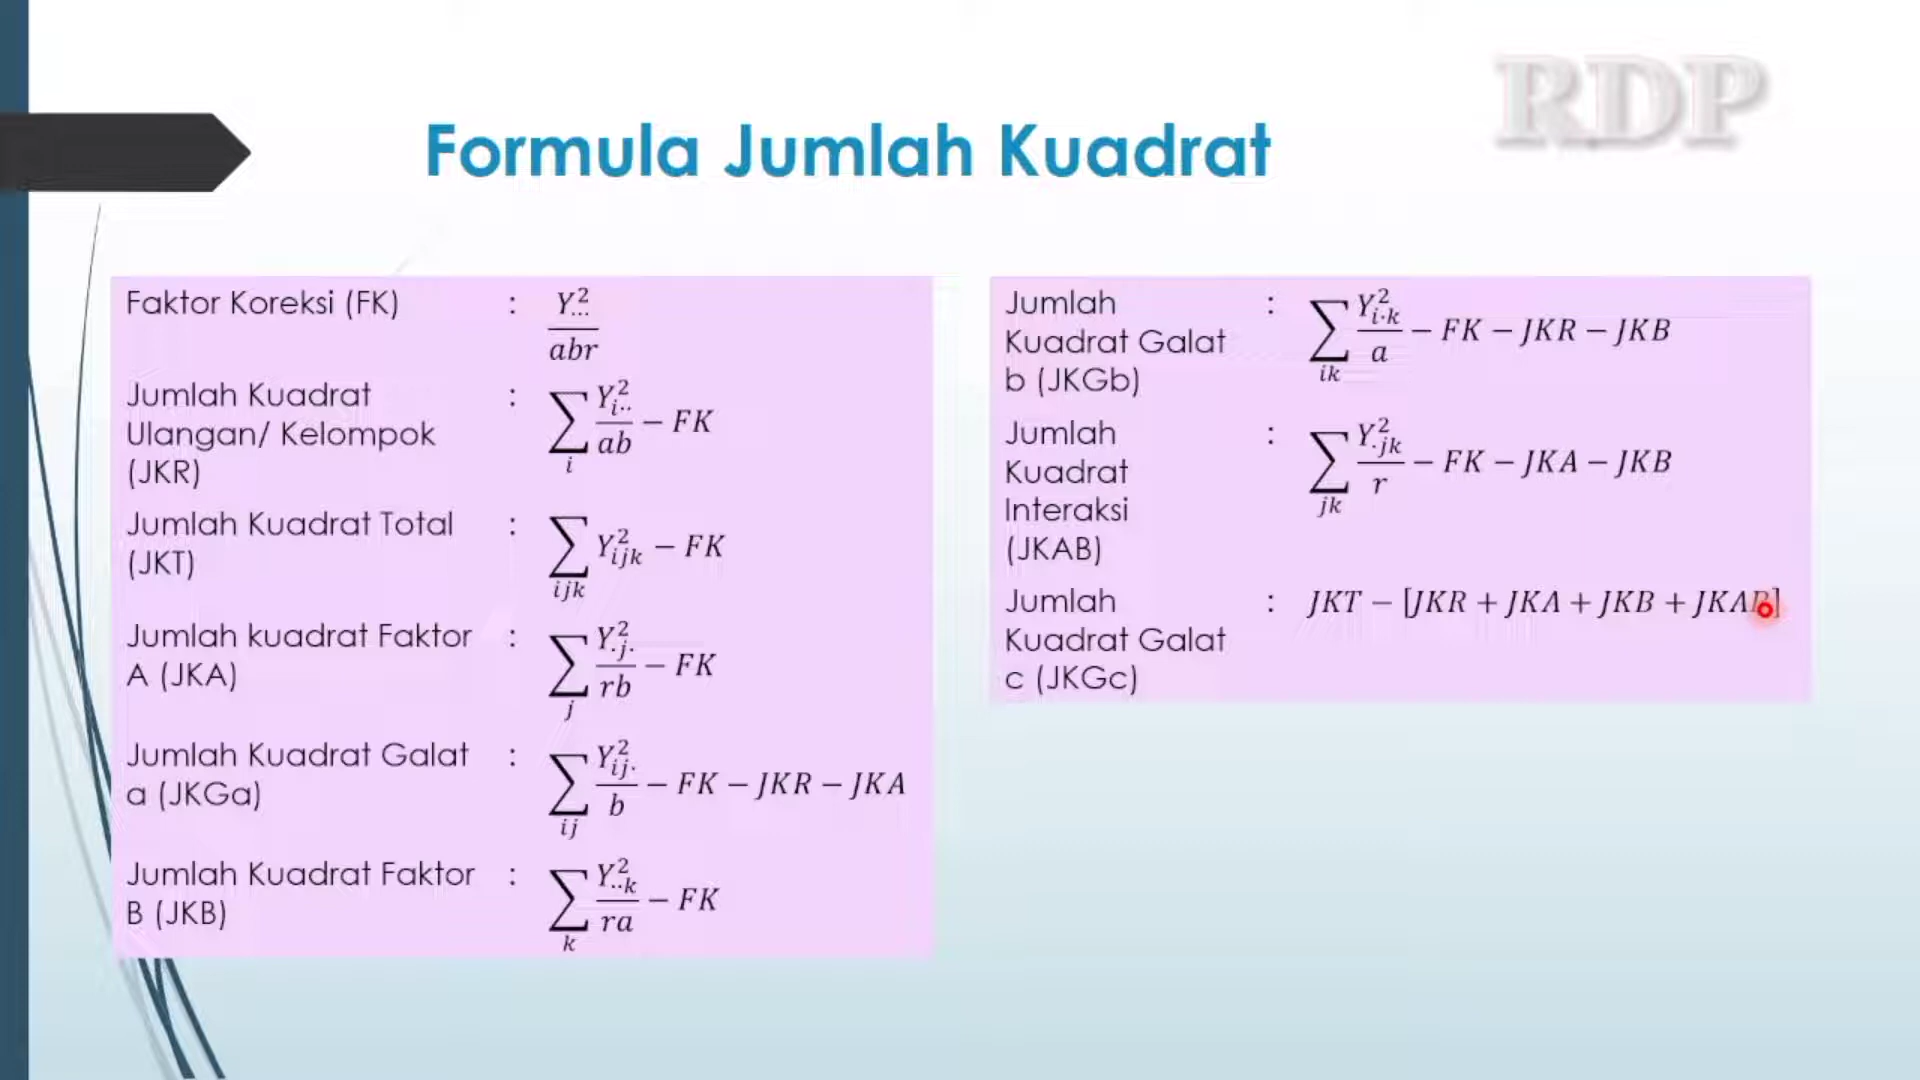 RDP
Formula Jumlah Kuadrat
Faktor Koreksi (FK) : Y...² / abr
Jumlah Kuadrat
Ulangan/ Kelompok
(JKR) : ∑i Yi..² / ab − FK
Jumlah Kuadrat Total
(JKT) : ∑ijk Yijk² − FK
Jumlah kuadrat Faktor
A (JKA) : ∑j Y.j.² / rb − FK
Jumlah Kuadrat Galat
a (JKGa) : ∑ij Yij.² / b − FK − JKR − JKA
Jumlah Kuadrat Faktor
B (JKB) : ∑k Y..k² / ra − FK
Jumlah
Kuadrat Galat
b (JKGb) : ∑ik Yi.k² / a − FK − JKR − JKB
Jumlah
Kuadrat
Interaksi
(JKAB) : ∑jk Y.jk² / r − FK − JKA − JKB
Jumlah
Kuadrat Galat
c (JKGc) : JKT − [JKR + JKA + JKB + JKAB]